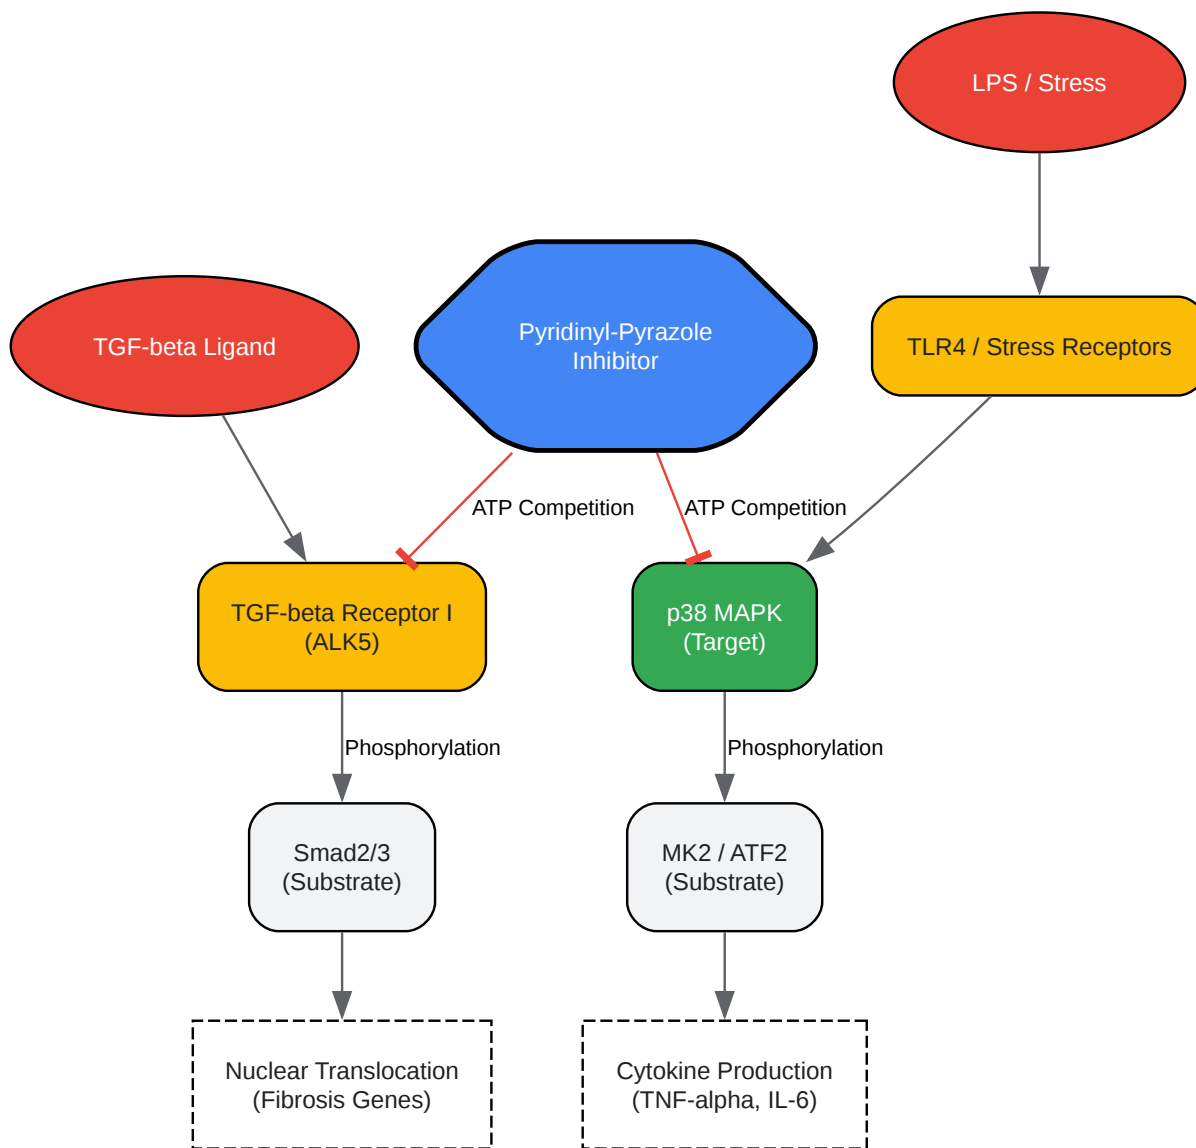 LPS / Stress
Pyridinyl-Pyrazole
Inhibitor
TGF-beta Ligand
TLR4 / Stress Receptors
ATP Competition
ATP Competition
TGF-beta Receptor I
(ALK5)
p38 MAPK
(Target)
Phosphorylation
Phosphorylation
Smad2/3
(Substrate)
MK2 / ATF2
(Substrate)
Nuclear Translocation
(Fibrosis Genes)
Cytokine Production
(TNF-alpha, IL-6)